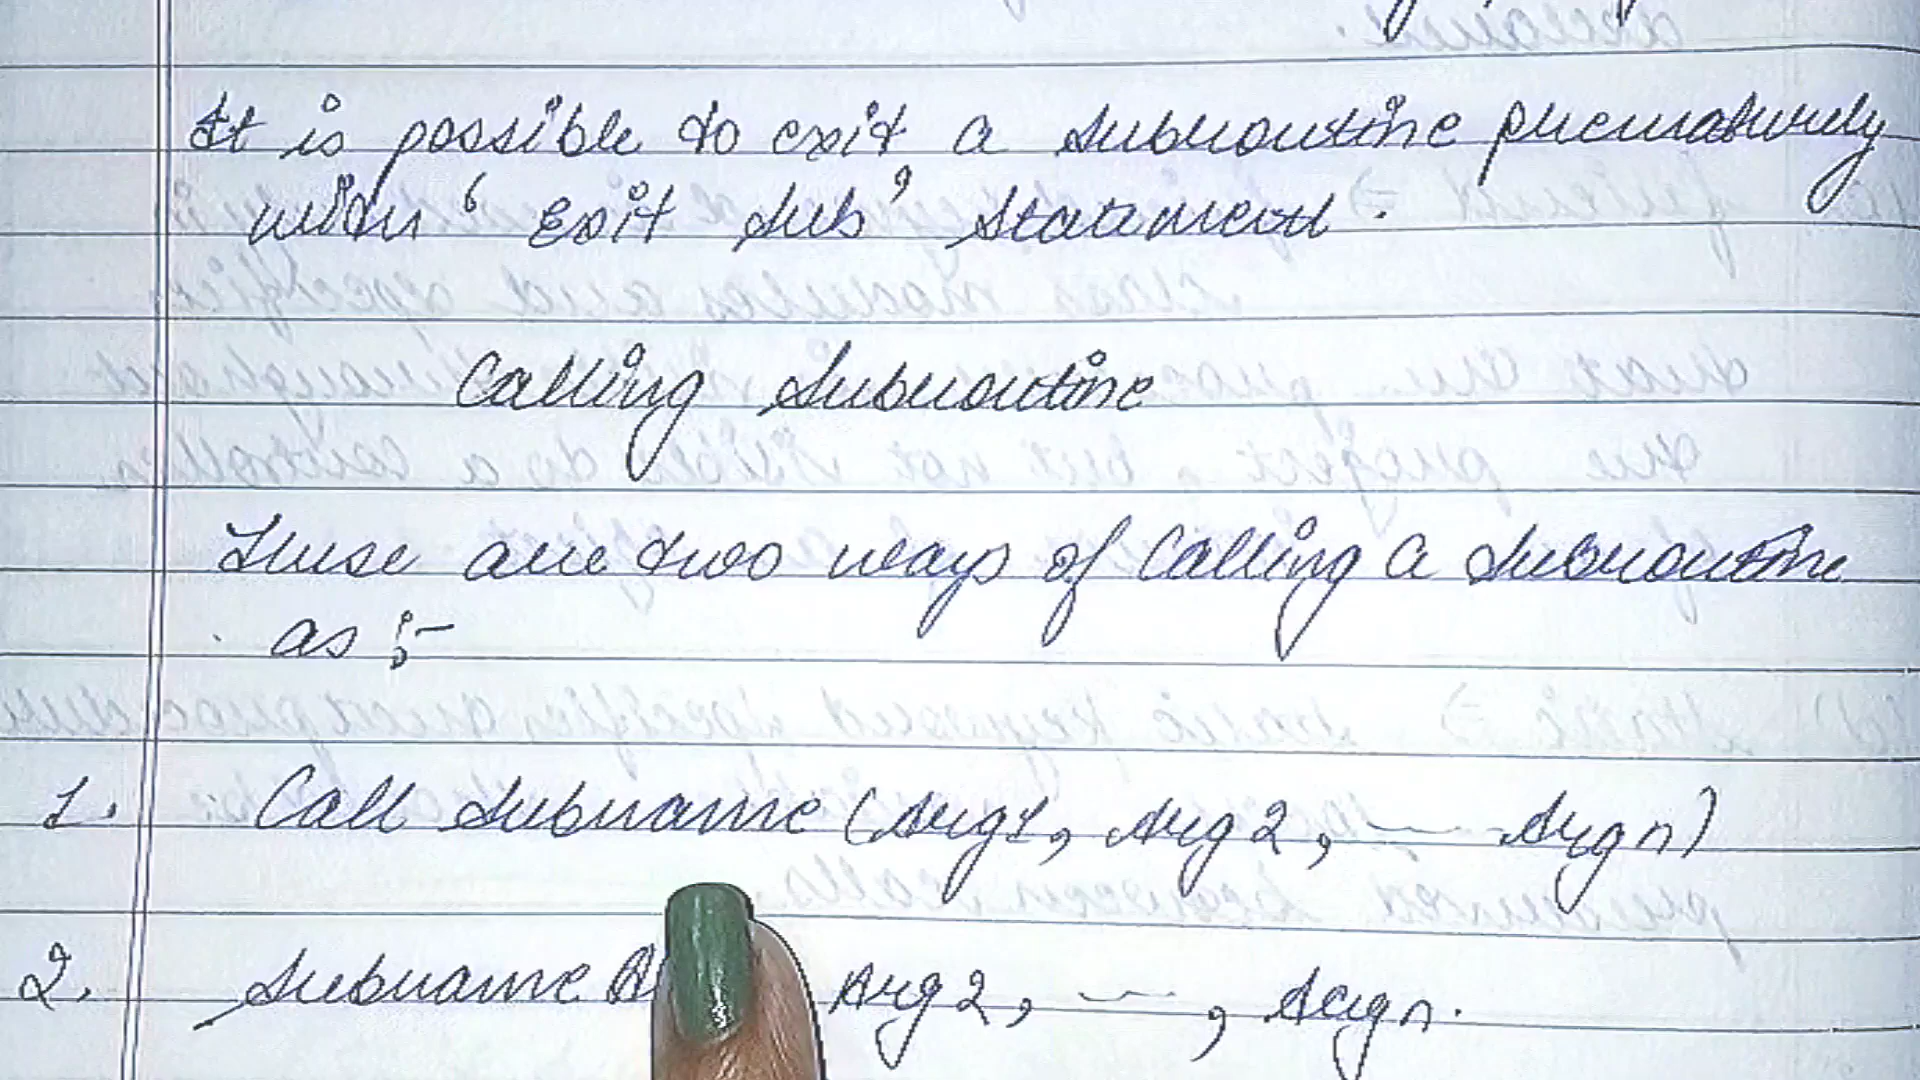 It is possible to exit a subroutine prematurely
with 'Exit Sub' Statement.
Calling Subroutine
These are two ways of Calling a Subroutine
as :-
1. Call Subname (Arg1, Arg2, — Argn)
2. Subname Arg2, — , Argn.